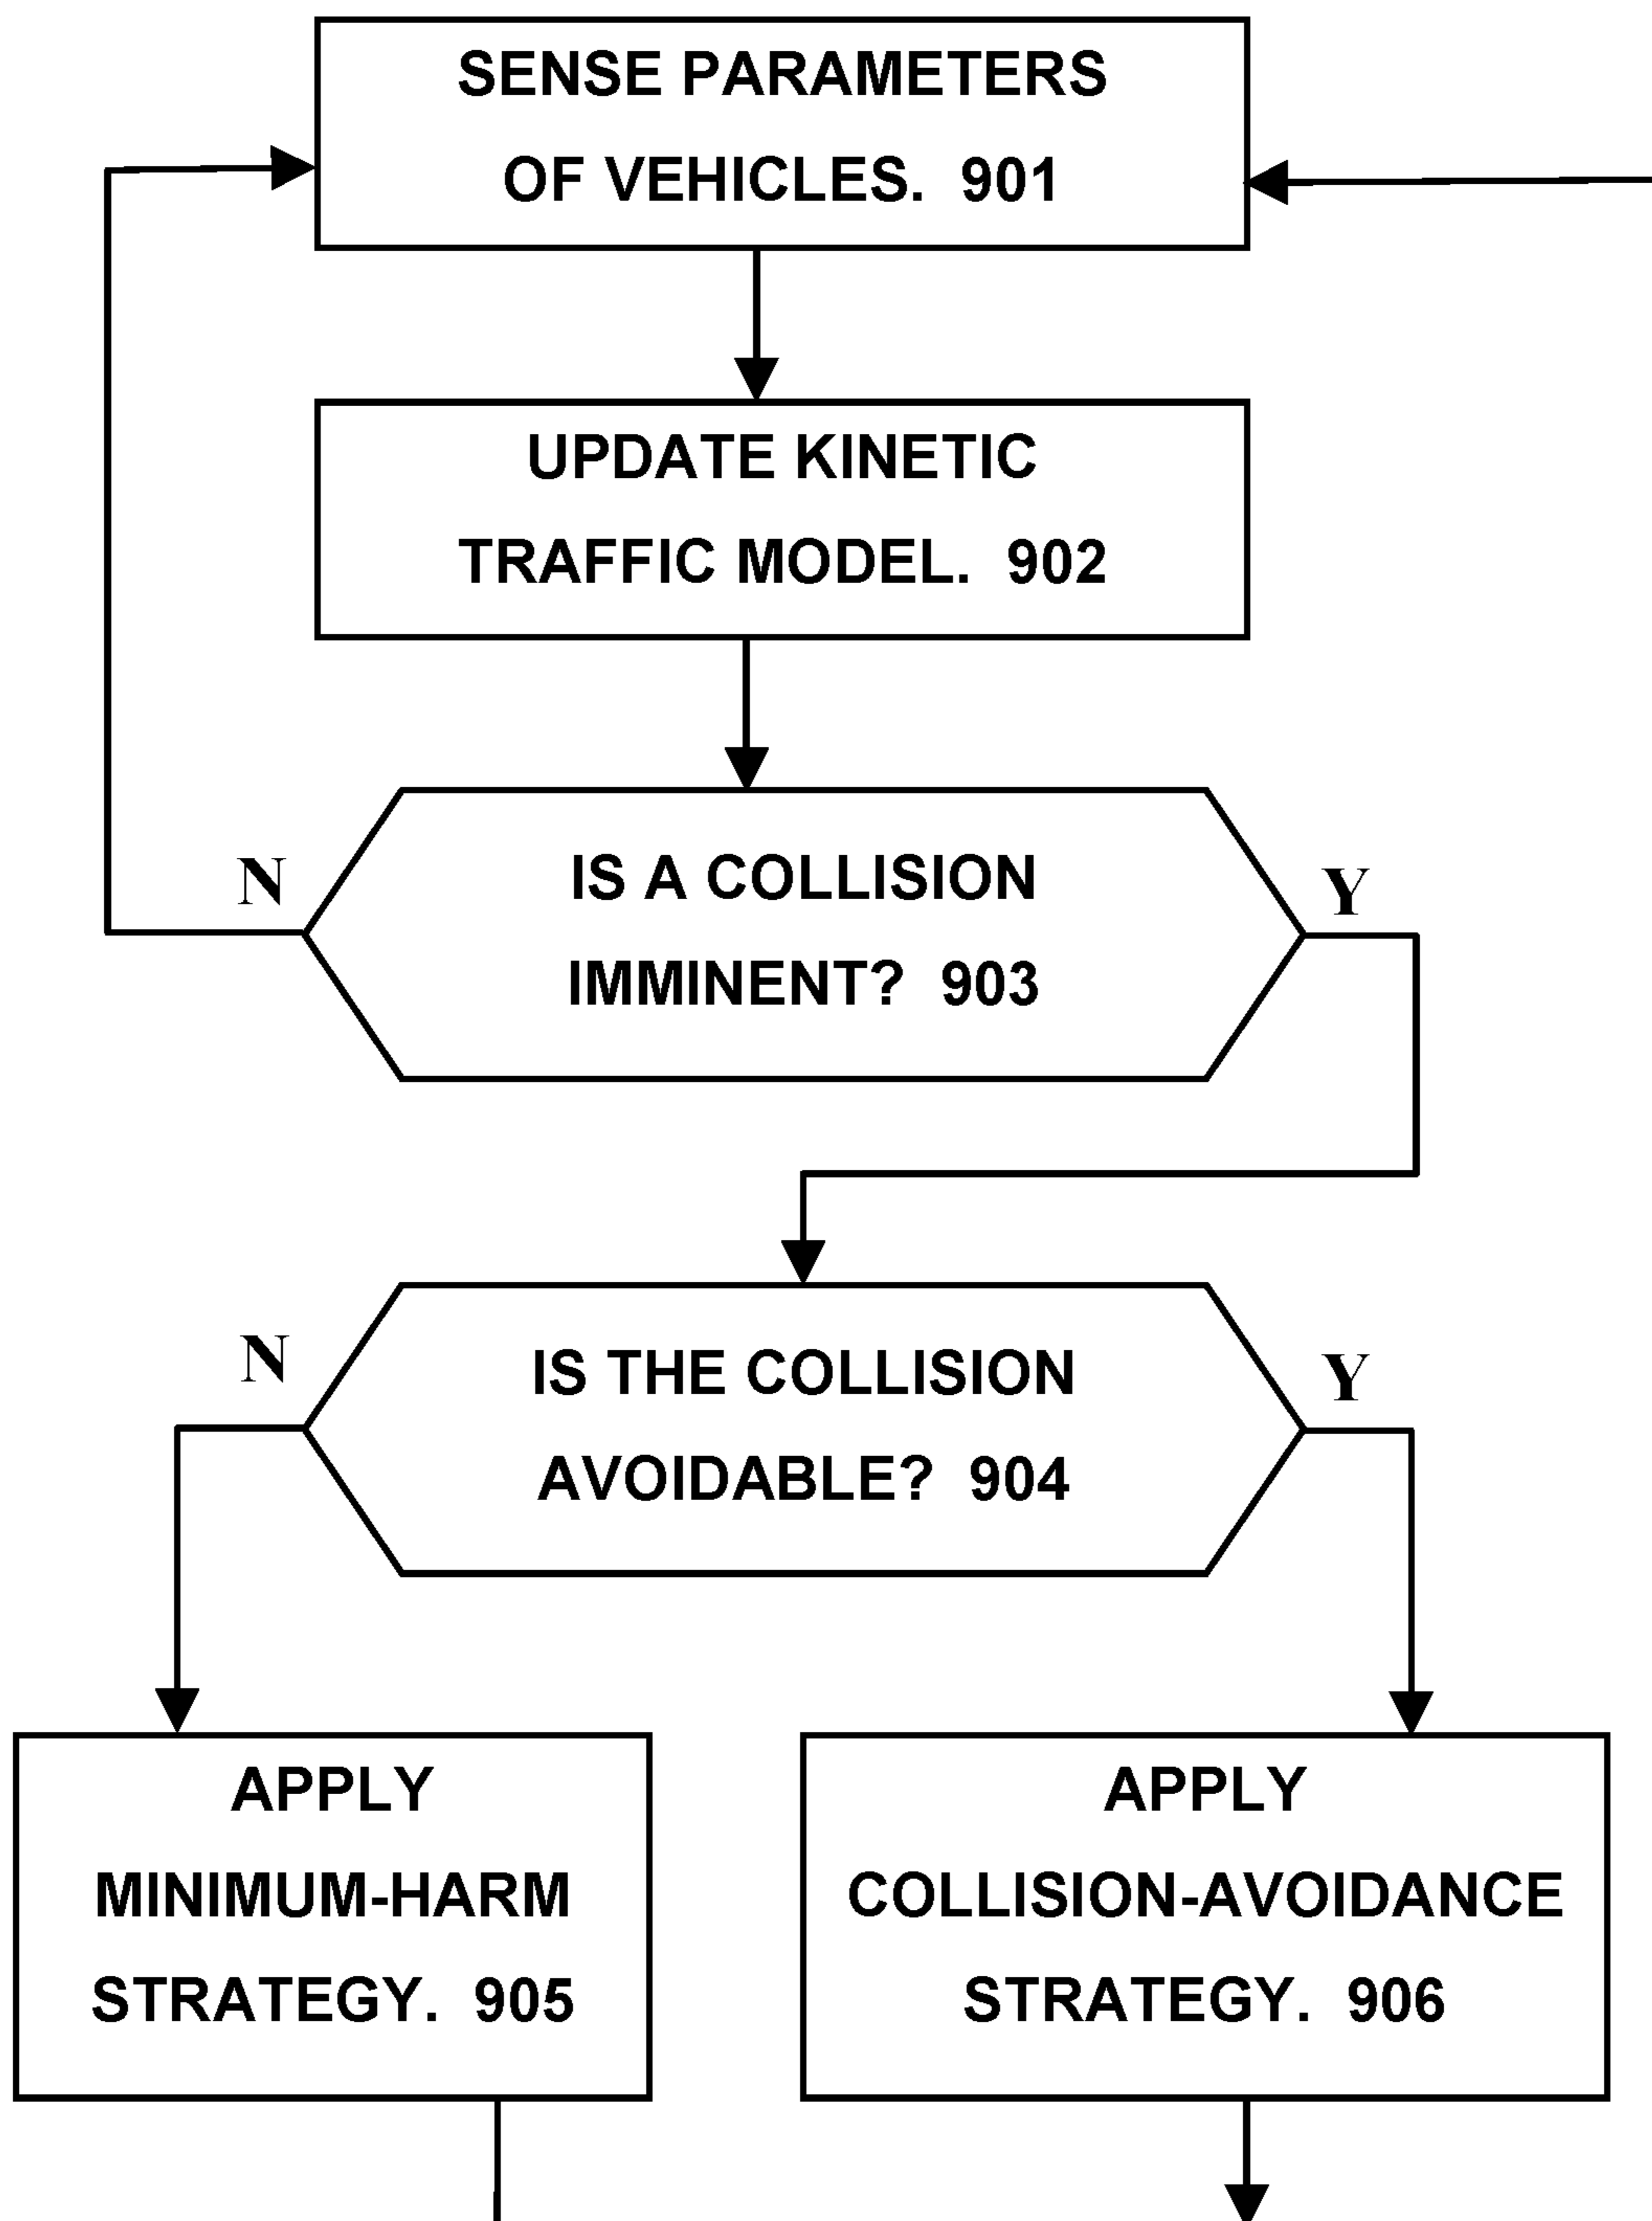 SENSE PARAMETERS
OF VEHICLES. 901
UPDATE KINETIC
TRAFFIC MODEL. 902
N
IS A COLLISION
IMMINENT? 903
Y
N
IS THE COLLISION
AVOIDABLE? 904
Y
APPLY
MINIMUM-HARM
STRATEGY. 905
APPLY
COLLISION-AVOIDANCE
STRATEGY. 906